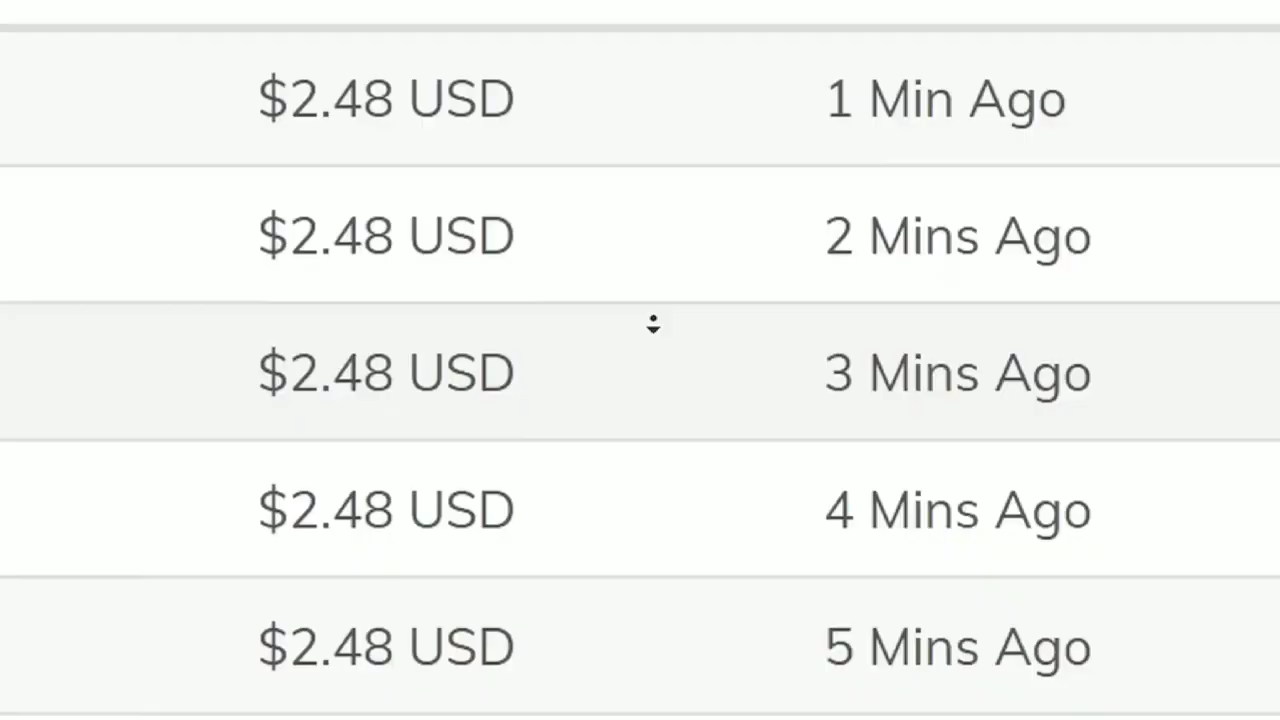 $2.48 USD 1 Min Ago
$2.48 USD 2 Mins Ago
$2.48 USD 3 Mins Ago
$2.48 USD 4 Mins Ago
$2.48 USD 5 Mins Ago